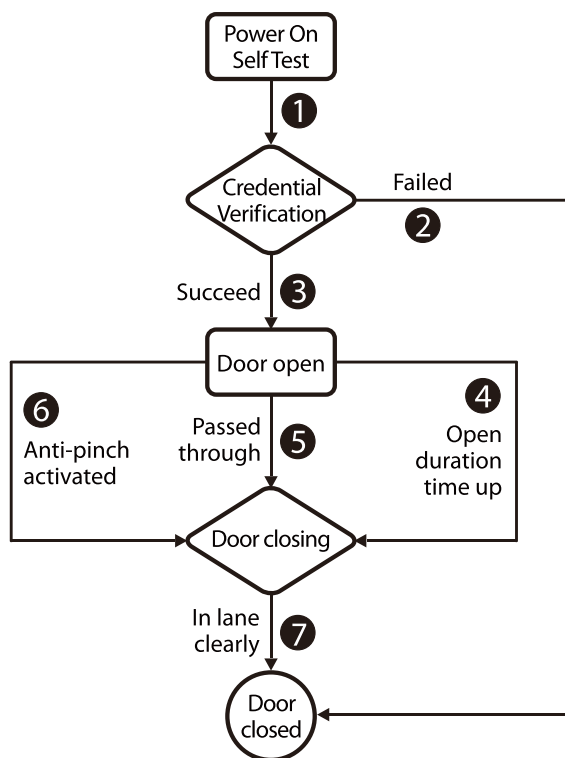 Power On
Self Test
1
Credential
Verification
Failed
2
Succeed
3
Door open
6
Anti-pinch
activated
Passed
through
5
4
Open
duration
time up
Door closing
In lane
clearly
7
Door
closed